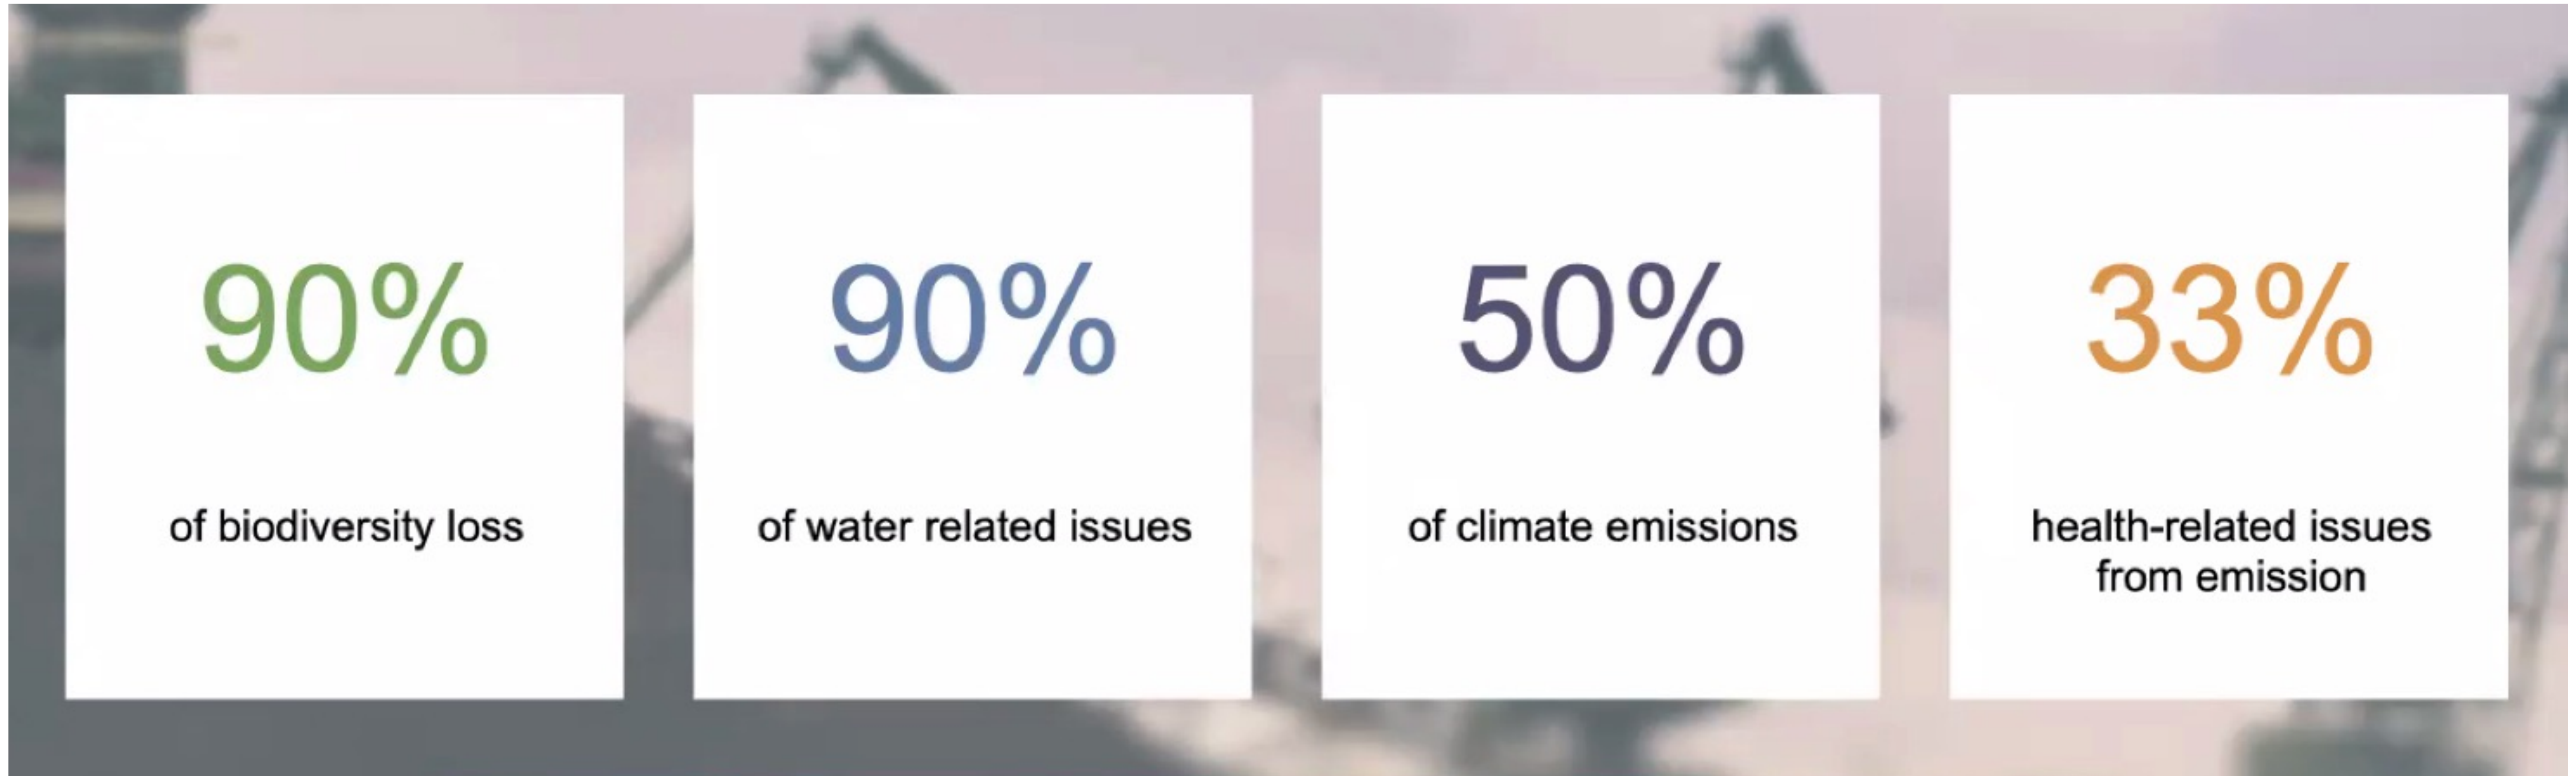 90%
of biodiversity loss
90%
of water related issues
50%
of climate emissions
33%
health-related issues
from emission